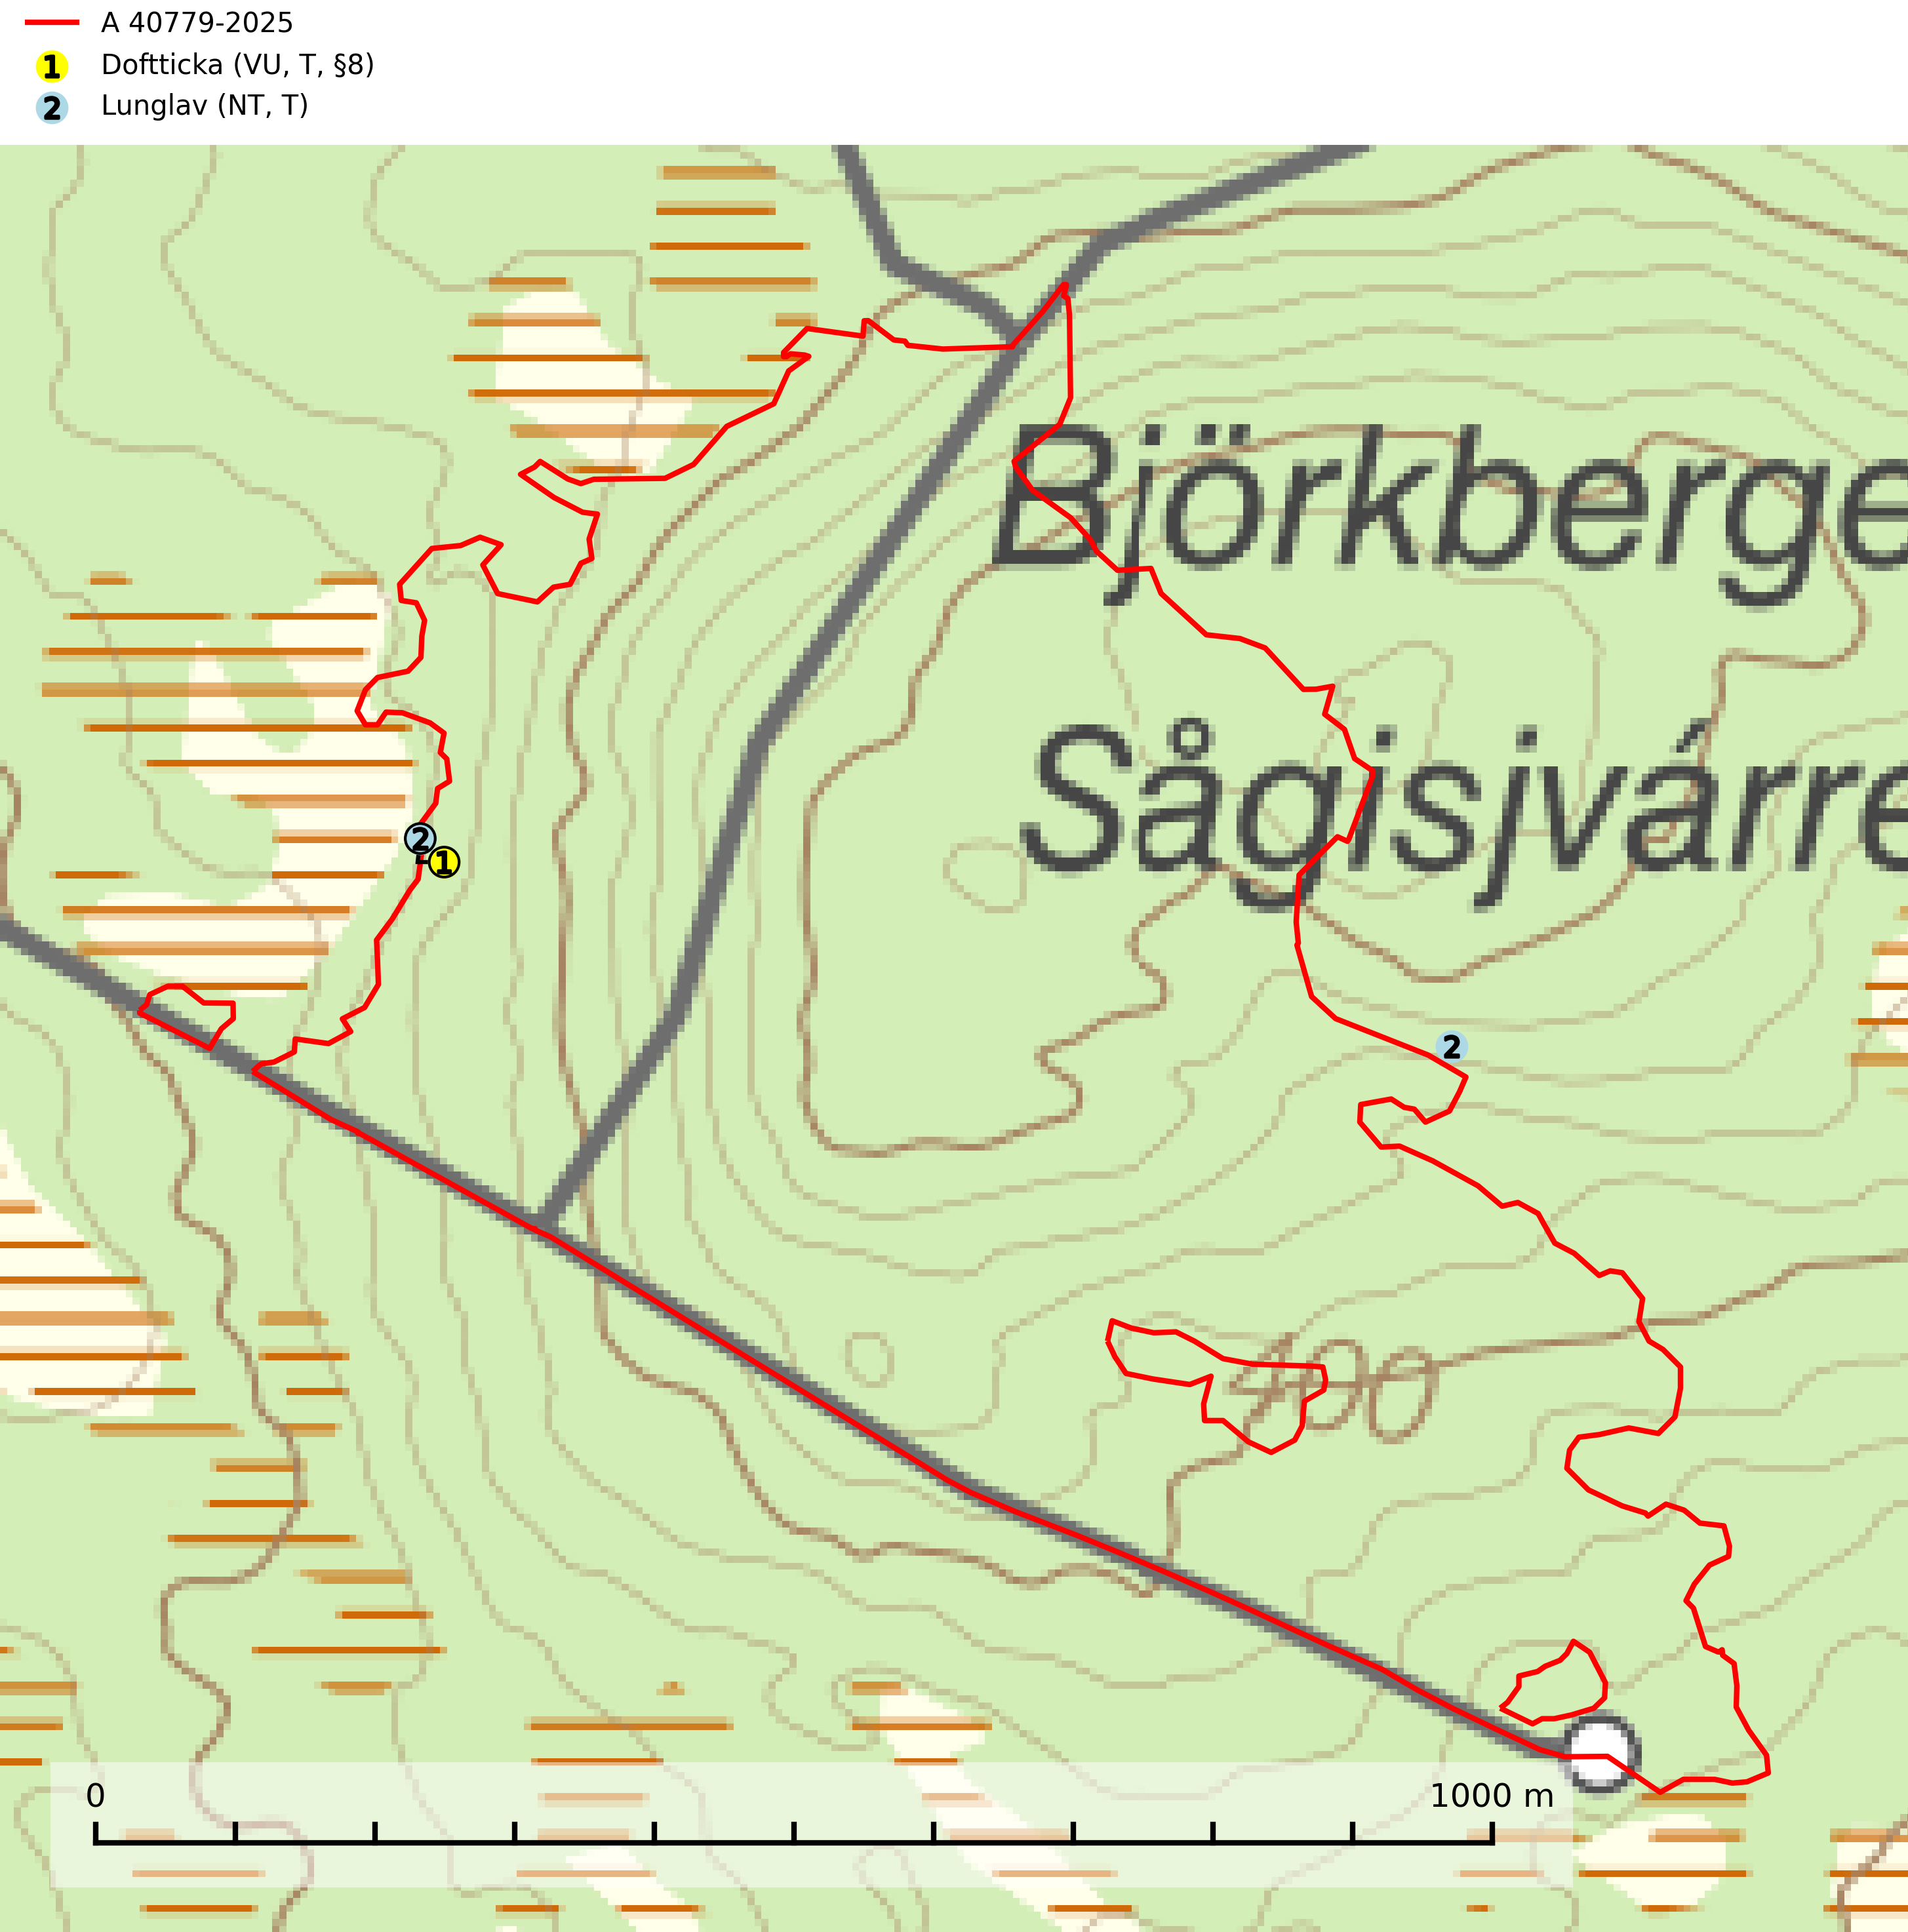 A 40779-2025
1 Doftticka (VU, T, §8)
2 Lunglav (NT, T)
Björkberge
Sågisjvárre
2
1
2
400
0 1000 m